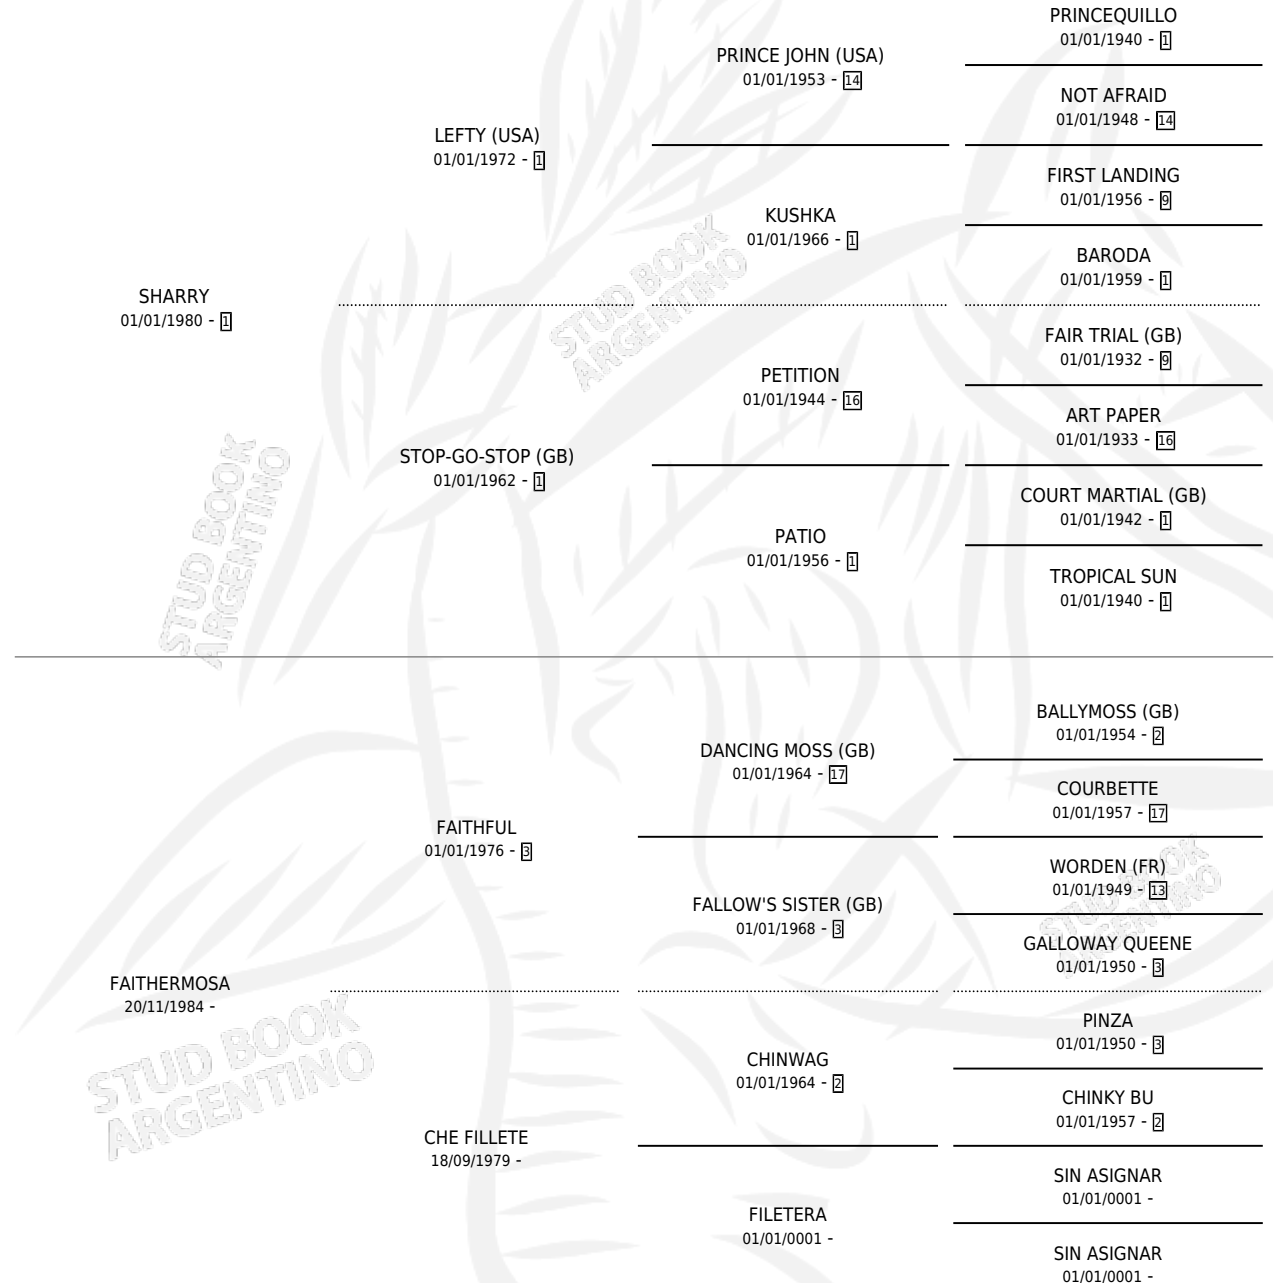 PRINCEQUILLO
01/01/1940 - 1
PRINCE JOHN (USA)
01/01/1953 - 14
NOT AFRAID
01/01/1948 - 14
LEFTY (USA)
01/01/1972 - 1
FIRST LANDING
01/01/1956 - 9
KUSHKA
01/01/1966 - 1
BARODA
01/01/1959 - 1
SHARRY
01/01/1980 - 1
FAIR TRIAL (GB)
01/01/1932 - 9
PETITION
01/01/1944 - 16
ART PAPER
01/01/1933 - 16
STOP-GO-STOP (GB)
01/01/1962 - 1
COURT MARTIAL (GB)
01/01/1942 - 1
PATIO
01/01/1956 - 1
TROPICAL SUN
01/01/1940 - 1
BALLYMOSS (GB)
01/01/1954 - 2
DANCING MOSS (GB)
01/01/1964 - 17
COURBETTE
01/01/1957 - 17
FAITHFUL
01/01/1976 - 3
WORDEN (FR)
01/01/1949 - 13
FALLOW'S SISTER (GB)
01/01/1968 - 3
GALLOWAY QUEENE
01/01/1950 - 3
FAITHERMOSA
20/11/1984 -
PINZA
01/01/1950 - 3
CHINWAG
01/01/1964 - 2
CHINKY BU
01/01/1957 - 2
CHE FILLETE
18/09/1979 -
SIN ASIGNAR
01/01/0001 -
FILETERA
01/01/0001 -
SIN ASIGNAR
01/01/0001 -
STUD BOOK
ARGENTINO
STUD BOOK
ARGENTINO
STUD BOOK
ARGENTINO
STUD BOOK
ARGENTINO